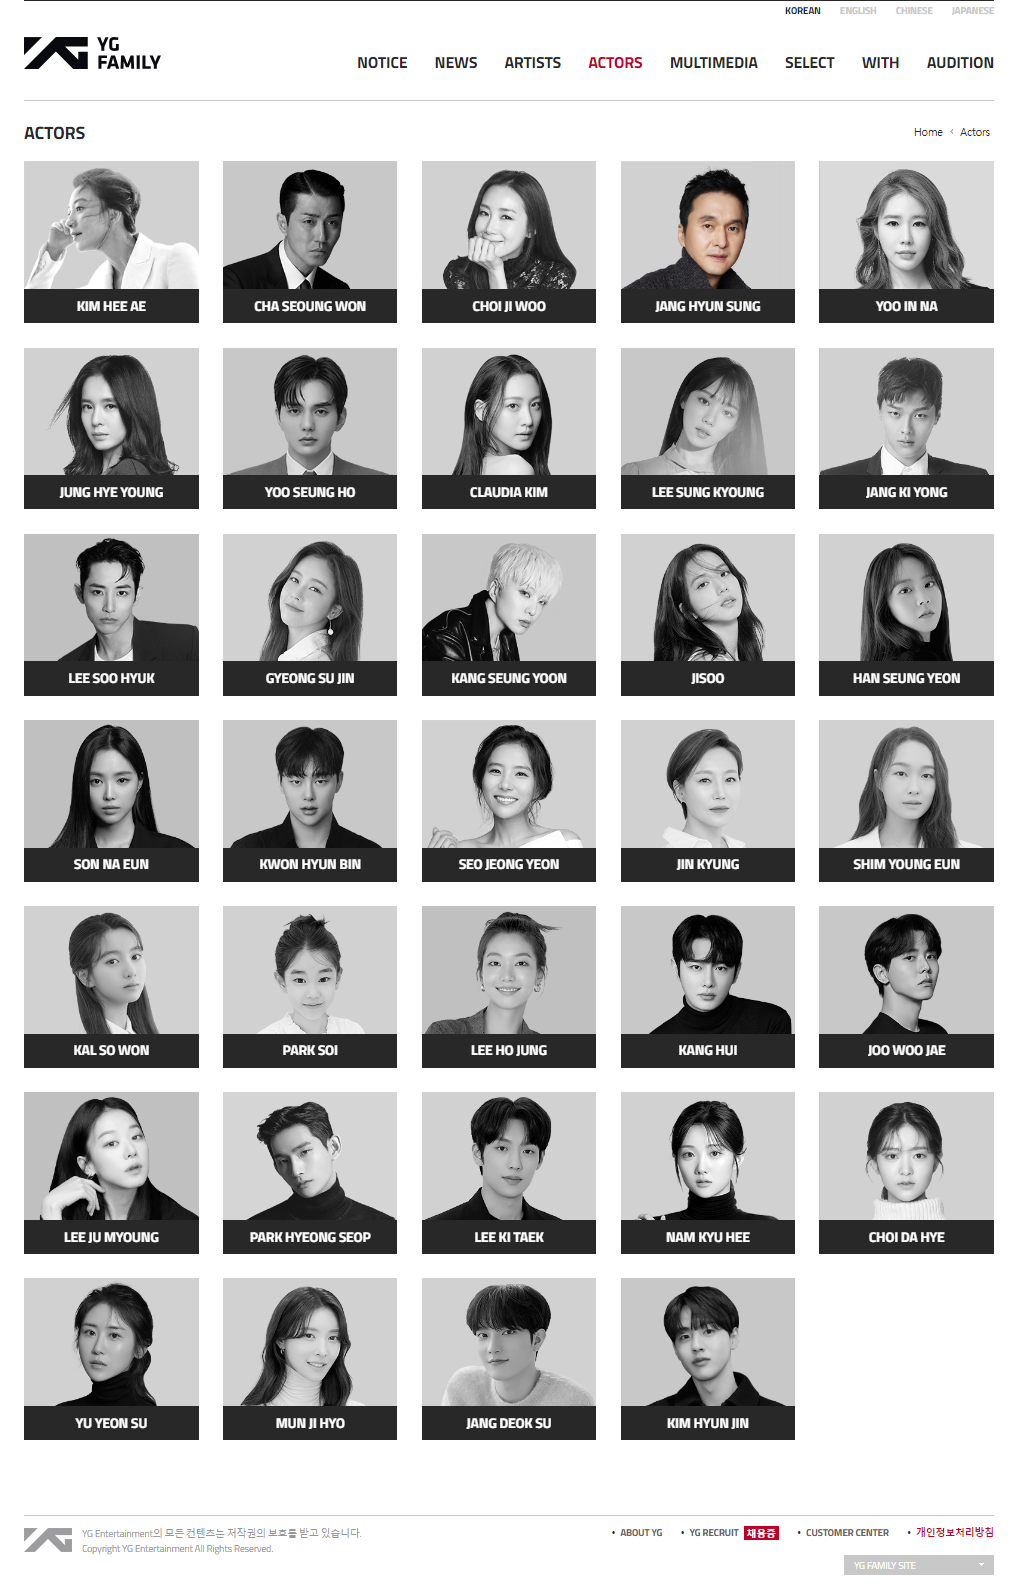 KOREAN ENGLISH CHINESE JAPANESE
YG
FAMILY
NOTICE NEWS ARTISTS ACTORS MULTIMEDIA SELECT WITH AUDITION
ACTORS
Home ‹ Actors
KIM HEE AE CHA SEOUNG WON CHOI JI WOO JANG HYUN SUNG YOO IN NA
JUNG HYE YOUNG YOO SEUNG HO CLAUDIA KIM LEE SUNG KYOUNG JANG KI YONG
LEE SOO HYUK GYEONG SU JIN KANG SEUNG YOON JISOO HAN SEUNG YEON
SON NA EUN KWON HYUN BIN SEO JEONG YEON JIN KYUNG SHIM YOUNG EUN
KAL SO WON PARK SOI LEE HO JUNG KANG HUI JOO WOO JAE
LEE JU MYOUNG PARK HYEONG SEOP LEE KI TAEK NAM KYU HEE CHOI DA HYE
YU YEON SU MUN JI HYO JANG DEOK SU KIM HYUN JIN
YG Entertainment의 모든 컨텐츠는 저작권의 보호를 받고 있습니다.
Copyright YG Entertainment All Rights Reserved.
• ABOUT YG • YG RECRUIT 채용중 • CUSTOMER CENTER • 개인정보처리방침
YG FAMILY SITE